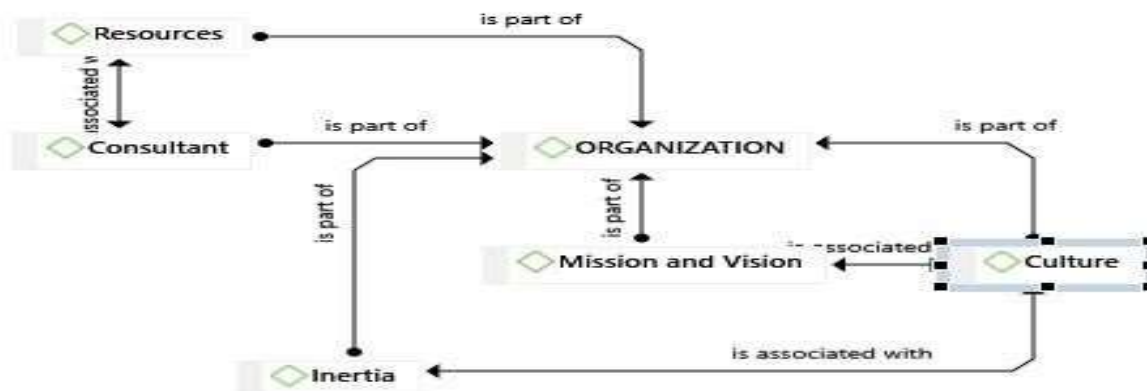 is part of
Resources
is part of
is part of
Consultant
ORGANIZATION
is part of
is part of
is associated
Mission and Vision
Culture
is associated with
Inertia